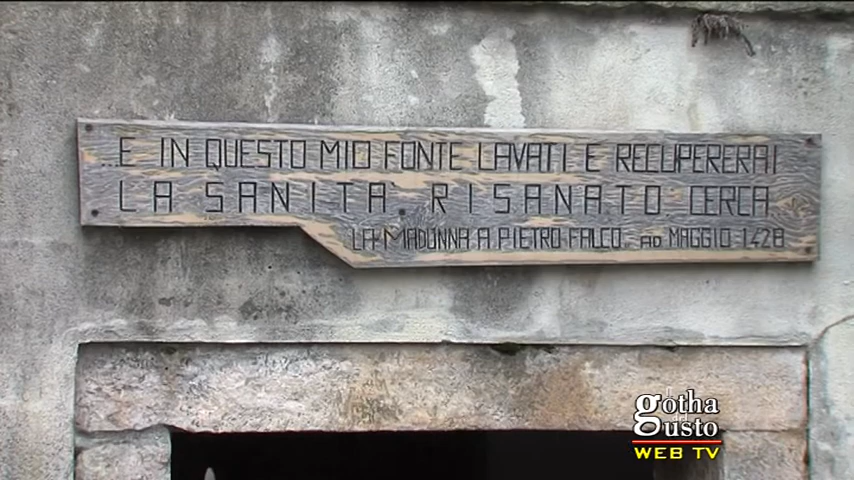 ...E IN QUESTO MIO FONTE LAVATI E RECUPERERAI
LA SANITA'. RISANATO CERCA
LA MADONNA A PIETRO FALCO. AD MAGGIO 1428
I
gotha
del
gusto
WEB TV